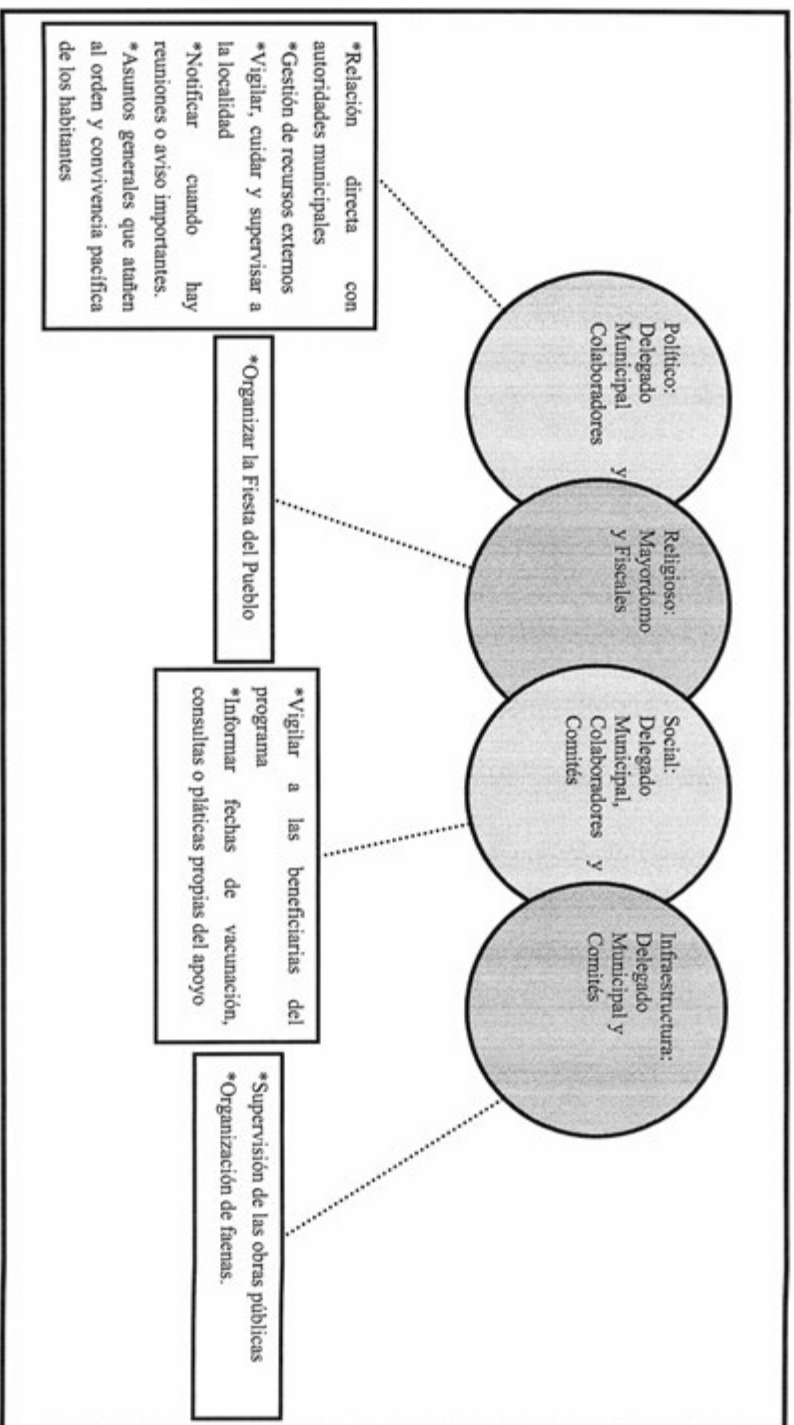 Político:
Delegado
Municipal y
Colaboradores
Religioso:
Mayordomo
y Fiscales
Social:
Delegado
Municipal,
Colaboradores y
Comités
Infraestructura:
Delegado
Municipal y
Comités
*Relación directa con
autoridades municipales
*Gestión de recursos externos
*Vigilar, cuidar y supervisar a
la localidad
*Notificar cuando hay
reuniones o aviso importantes.
*Asuntos generales que atañen
al orden y convivencia pacífica
de los habitantes
*Organizar la Fiesta del Pueblo
*Vigilar a las beneficiarias del
programa
*Informar fechas de vacunación,
consultas o pláticas propias del apoyo
*Supervisión de las obras públicas
*Organización de faenas.